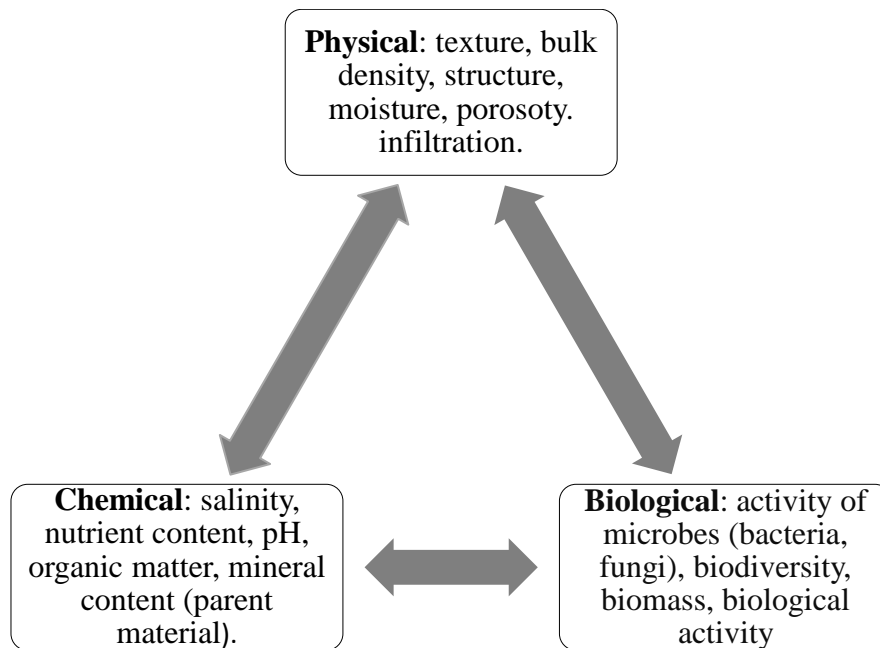 Physical: texture, bulk
density, structure,
moisture, porosoty.
infiltration.
Chemical: salinity,
nutrient content, pH,
organic matter, mineral
content (parent
material).
Biological: activity of
microbes (bacteria,
fungi), biodiversity,
biomass, biological
activity